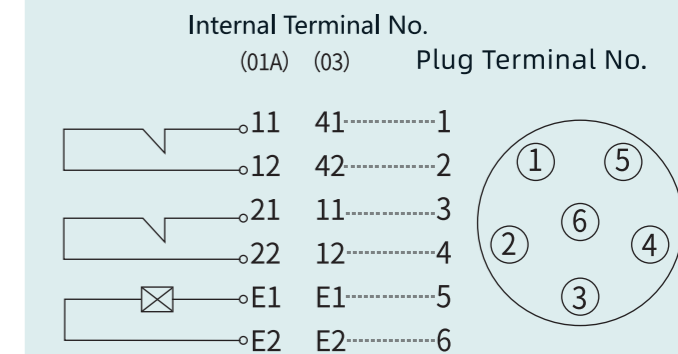 Internal Terminal No.
(01A) (03) Plug Terminal No.
11 41 1
12 42 2
21 11 3
22 12 4
E1 E1 5
E2 E2 6
1 5
6
2 4
3